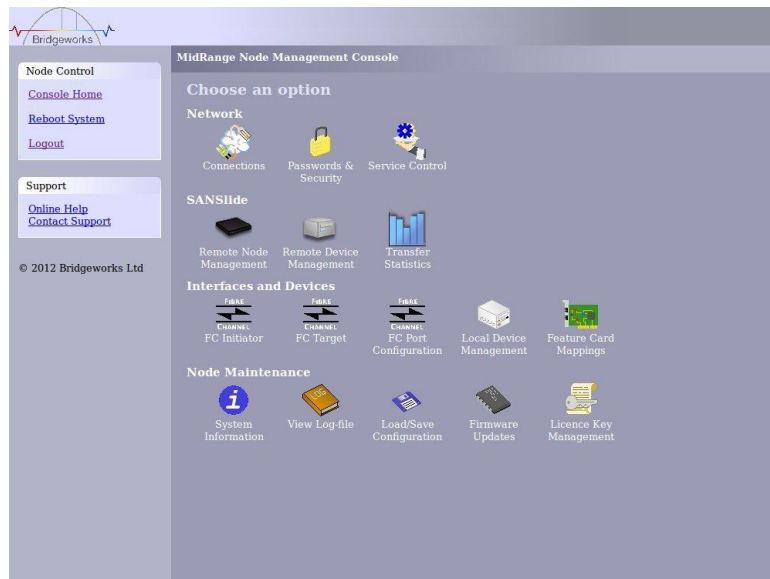 Bridgeworks
MidRange Node Management Console
Node Control
Console Home
Reboot System
Logout
Support
Online Help
Contact Support
© 2012 Bridgeworks Ltd
Choose an option
Network
Connections
Passwords &
Security
Service Control
SANSlide
Remote Node
Management
Remote Device
Management
Transfer
Statistics
Interfaces and Devices
FIBRE
CHANNEL
FC Initiator
FIBRE
CHANNEL
FC Target
FIBRE
CHANNEL
FC Port
Configuration
Local Device
Management
Feature Card
Mappings
Node Maintenance
i
System
Information
LOG
View Log-file
Load/Save
Configuration
Firmware
Updates
Licence Key
Management